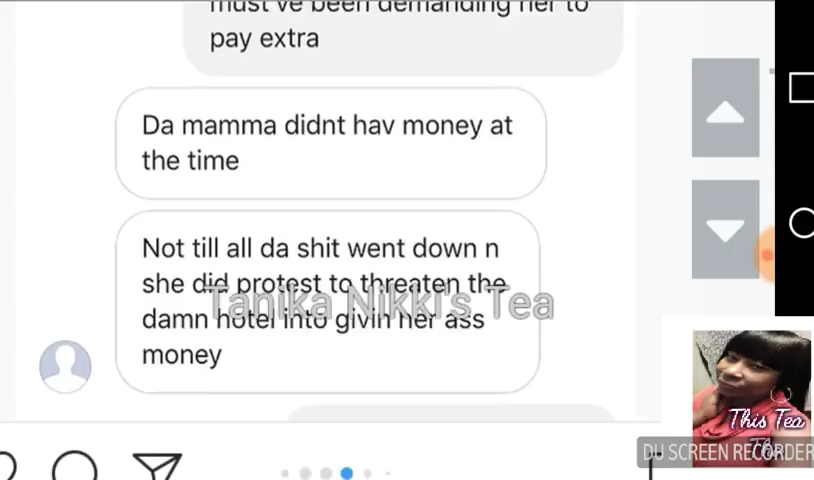 must've been demanding her to
pay extra
Da mamma didnt hav money at
the time
Not till all da shit went down n
she did protest to threaten the
damn hotel into givin her ass
money
Tanika Nikki's Tea
This Tea
DU SCREEN RECORDER